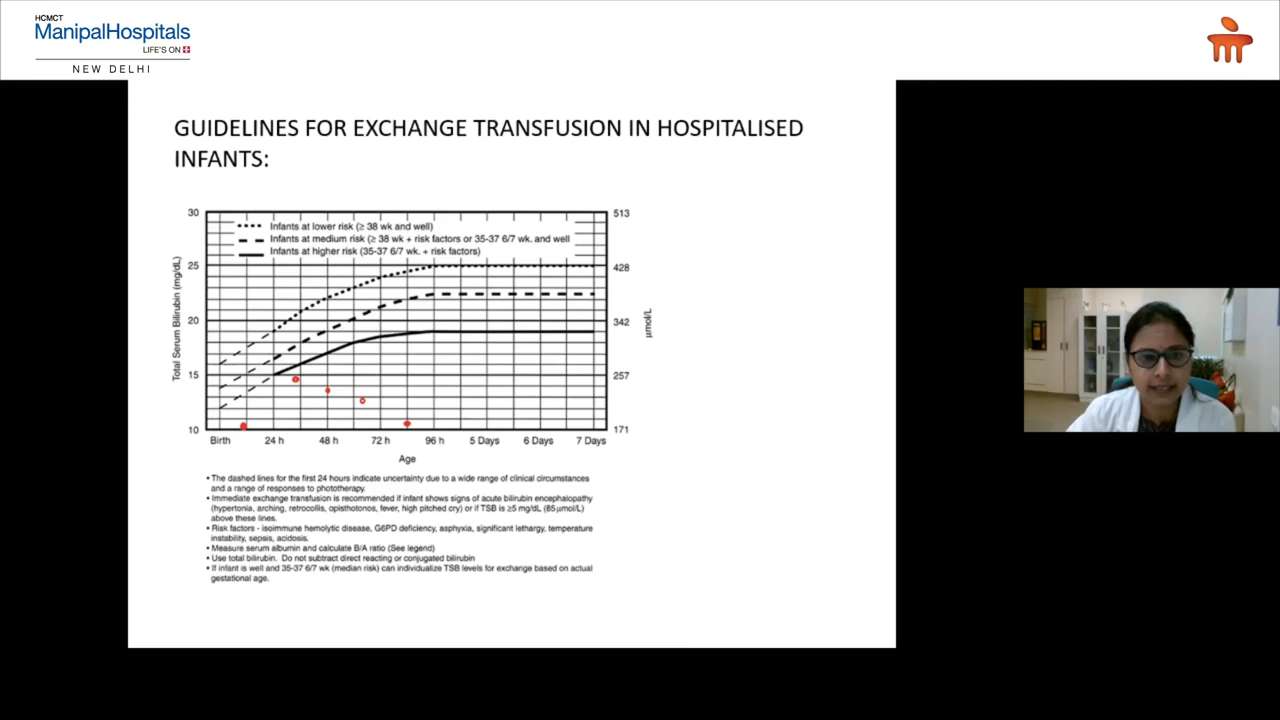 HCMCT
ManipalHospitals
LIFE'S ON
NEW DELHI
GUIDELINES FOR EXCHANGE TRANSFUSION IN HOSPITALISED
INFANTS:
30
513
Infants at lower risk (≥ 38 wk and well)
Infants at medium risk (≥ 38 wk + risk factors or 35-37 6/7 wk. and well
Infants at higher risk (35-37 6/7 wk. + risk factors)
25
428
20
342
15
257
10
171
Total Serum Bilirubin (mg/dL)
µmol/L
Birth 24 h 48 h 72 h 96 h 5 Days 6 Days 7 Days
Age
• The dashed lines for the first 24 hours indicate uncertainty due to a wide range of clinical circumstances
and a range of responses to phototherapy.
• Immediate exchange transfusion is recommended if infant shows signs of acute bilirubin encephalopathy
(hypertonia, arching, retrocollis, opisthotonos, fever, high pitched cry) or if TSB is ≥5 mg/dL (85 µmol/L)
above these lines.
• Risk factors - isoimmune hemolytic disease, G6PD deficiency, asphyxia, significant lethargy, temperature
instability, sepsis, acidosis.
• Measure serum albumin and calculate B/A ratio (See legend)
• Use total bilirubin. Do not subtract direct reacting or conjugated bilirubin
• If infant is well and 35-37 6/7 wk (median risk) can individualize TSB levels for exchange based on actual
gestational age.